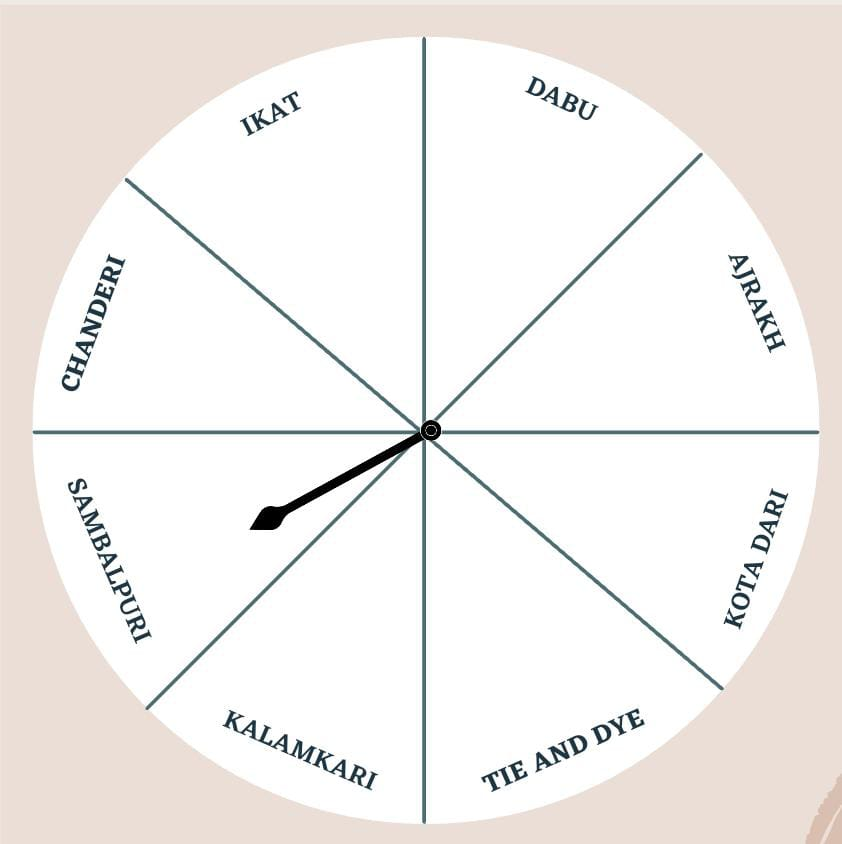 IKAT
DABU
CHANDERI
AJRAKH
SAMBALPURI
KOTA DARI
KALAMKARI
TIE AND DYE